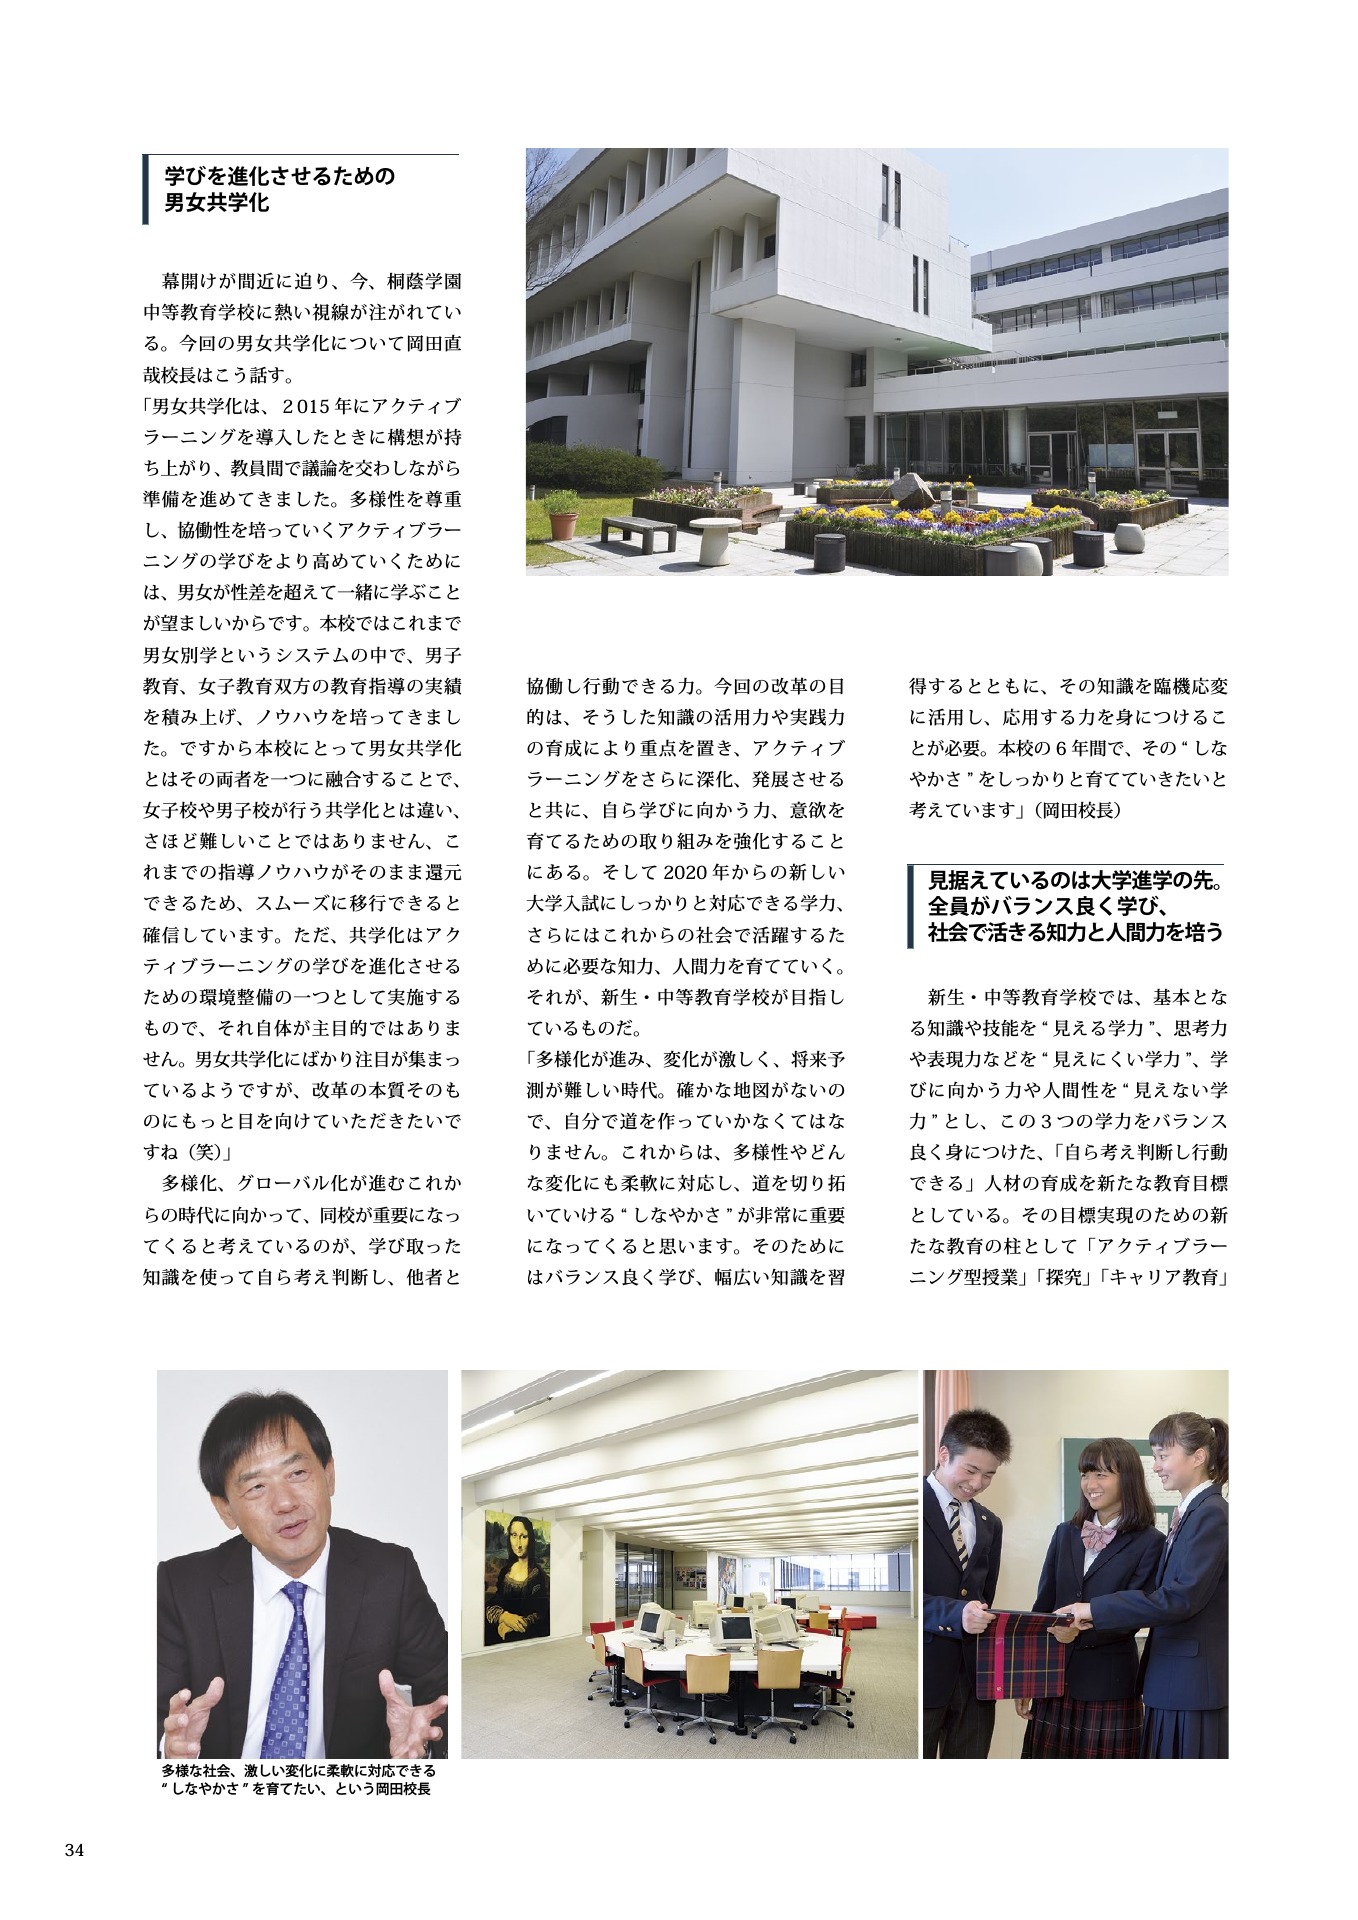 学びを進化させるための
男女共学化
幕開けが間近に迫り、今、桐蔭学園
中等教育学校に熱い視線が注がれてい
る。今回の男女共学化について岡田直
哉校長はこう話す。
「男女共学化は、2015年にアクティブ
ラーニングを導入したときに構想が持
ち上がり、教員間で議論を交わしながら
準備を進めてきました。多様性を尊重
し、協働性を培っていくアクティブラー
ニングの学びをより高めていくために
は、男女が性差を超えて一緒に学ぶこと
が望ましいからです。本校ではこれまで
男女別学というシステムの中で、男子
教育、女子教育双方の教育指導の実績
を積み上げ、ノウハウを培ってきまし
た。ですから本校にとって男女共学化
とはその両者を一つに融合することで、
女子校や男子校が行う共学化とは違い、
さほど難しいことではありません、こ
れまでの指導ノウハウがそのまま還元
できるため、スムーズに移行できると
確信しています。ただ、共学化はアク
ティブラーニングの学びを進化させる
ための環境整備の一つとして実施する
もので、それ自体が主目的ではありま
せん。男女共学化にばかり注目が集まっ
ているようですが、改革の本質そのも
のにもっと目を向けていただきたいで
すね（笑）」
多様化、グローバル化が進むこれか
らの時代に向かって、同校が重要になっ
てくると考えているのが、学び取った
知識を使って自ら考え判断し、他者と
協働し行動できる力。今回の改革の目
的は、そうした知識の活用力や実践力
の育成により重点を置き、アクティブ
ラーニングをさらに深化、発展させる
と共に、自ら学びに向かう力、意欲を
育てるための取り組みを強化すること
にある。そして2020年からの新しい
大学入試にしっかりと対応できる学力、
さらにはこれからの社会で活躍するた
めに必要な知力、人間力を育てていく。
それが、新生・中等教育学校が目指し
ているものだ。
「多様化が進み、変化が激しく、将来予
測が難しい時代。確かな地図がないの
で、自分で道を作っていかなくてはな
りません。これからは、多様性やどん
な変化にも柔軟に対応し、道を切り拓
いていける“しなやかさ”が非常に重要
になってくると思います。そのために
はバランス良く学び、幅広い知識を習
得するとともに、その知識を臨機応変
に活用し、応用する力を身につけるこ
とが必要。本校の6年間で、その“しな
やかさ”をしっかりと育てていきたいと
考えています」（岡田校長）
見据えているのは大学進学の先。
全員がバランス良く学び、
社会で活きる知力と人間力を培う
新生・中等教育学校では、基本とな
る知識や技能を“見える学力”、思考力
や表現力などを“見えにくい学力”、学
びに向かう力や人間性を“見えない学
力”とし、この3つの学力をバランス
良く身につけた、「自ら考え判断し行動
できる」人材の育成を新たな教育目標
としている。その目標実現のための新
たな教育の柱として「アクティブラー
ニング型授業」「探究」「キャリア教育」
多様な社会、激しい変化に柔軟に対応できる
“しなやかさ”を育てたい、という岡田校長
34